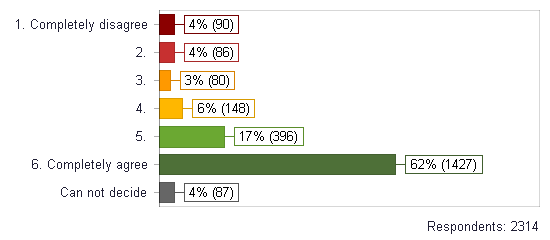 1. Completely disagree 4% (90)
2. 4% (86)
3. 3% (80)
4. 6% (148)
5. 17% (396)
6. Completely agree 62% (1427)
Can not decide 4% (87)
Respondents: 2314